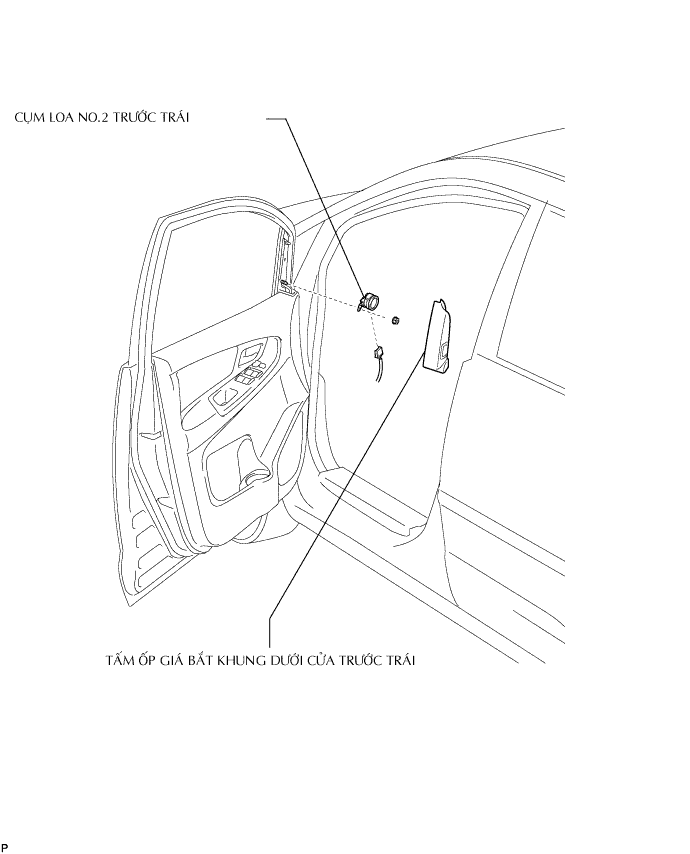 CỤM LOA NO.2 TRƯỚC TRÁI
TẤM ỐP GIÁ BẮT KHUNG DƯỚI CỬA TRƯỚC TRÁI
P